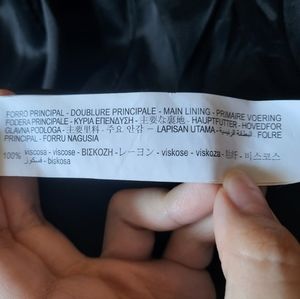 FORRO PRINCIPAL - DOUBLURE PRINCIPALE - MAIN LINING - PRIMAIRE VOERING
FODERA PRINCIPALE - ΚΥΡΙΑ ΕΠΕΝΔΥΣΗ - 主要な裏地 - HAUPTFUTTER - HOVEDFOR
GLAVNA PODLOGA - 主要里料 - 주요 안감 - LAPISAN UTAMA - البطانة الرئيسية - FOLRE
PRINCIPAL - FORRU NAGUSIA
100% viscosa - viscose - ΒΙΣΚΟΖΗ - レーヨン - viskose - viskoza - 粘纤 - 비스코스
فسكوز - biskosa